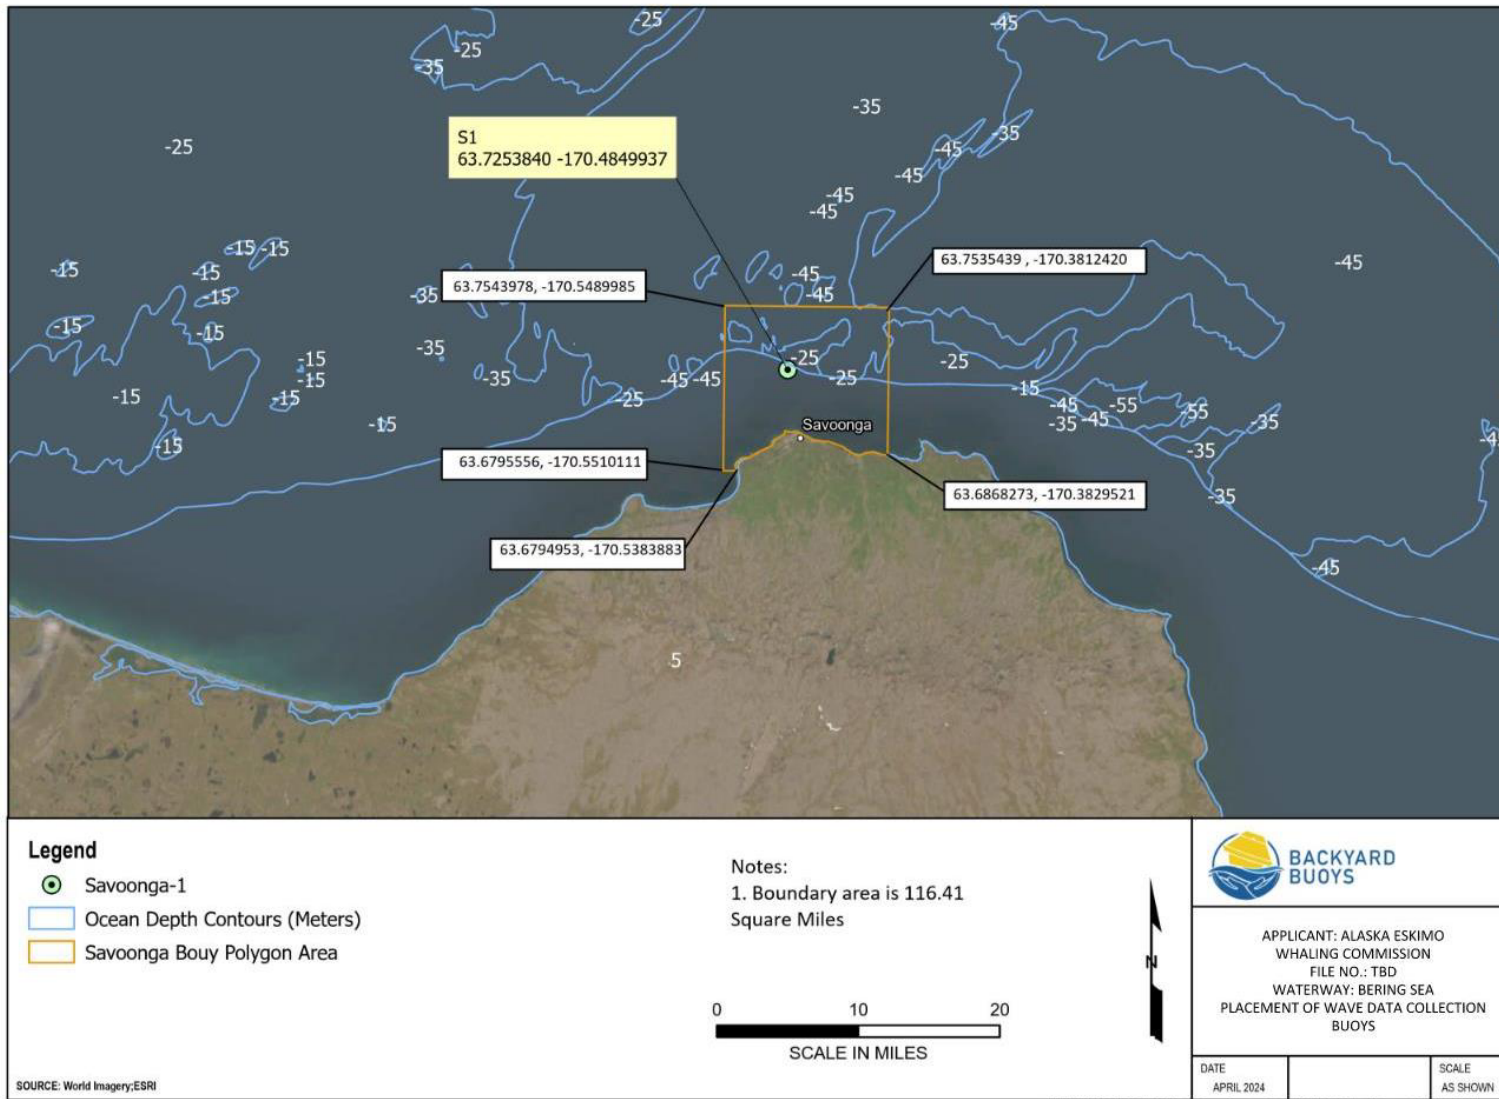 -25
-45
-25
-35
-35
-35
-25
-45
-45
S1
63.7253840 -170.4849937
-45
-45
-15
-15
63.7535439 , -170.3812420
-45
-15
-15
-45
63.7543978, -170.5489985
-35
-45
-15
-15
-15
-35
-15
-25
-25
-15
-35
-45
-45
-25
-15
-15
-15
-25
-45
-55
-55
-15
-35
-45
-35
Savoonga
-15
-45
-35
63.6795556, -170.5510111
63.6868273, -170.3829521
-35
63.6794953, -170.5383883
-45
5
Legend
Savoonga-1
Ocean Depth Contours (Meters)
Savoonga Bouy Polygon Area
Notes:
1. Boundary area is 116.41
Square Miles
0 10 20
SCALE IN MILES
N
BACKYARD
BUOYS
APPLICANT: ALASKA ESKIMO
WHALING COMMISSION
FILE NO.: TBD
WATERWAY: BERING SEA
PLACEMENT OF WAVE DATA COLLECTION
BUOYS
DATE
APRIL 2024
SCALE
AS SHOWN
SOURCE: World Imagery;ESRI